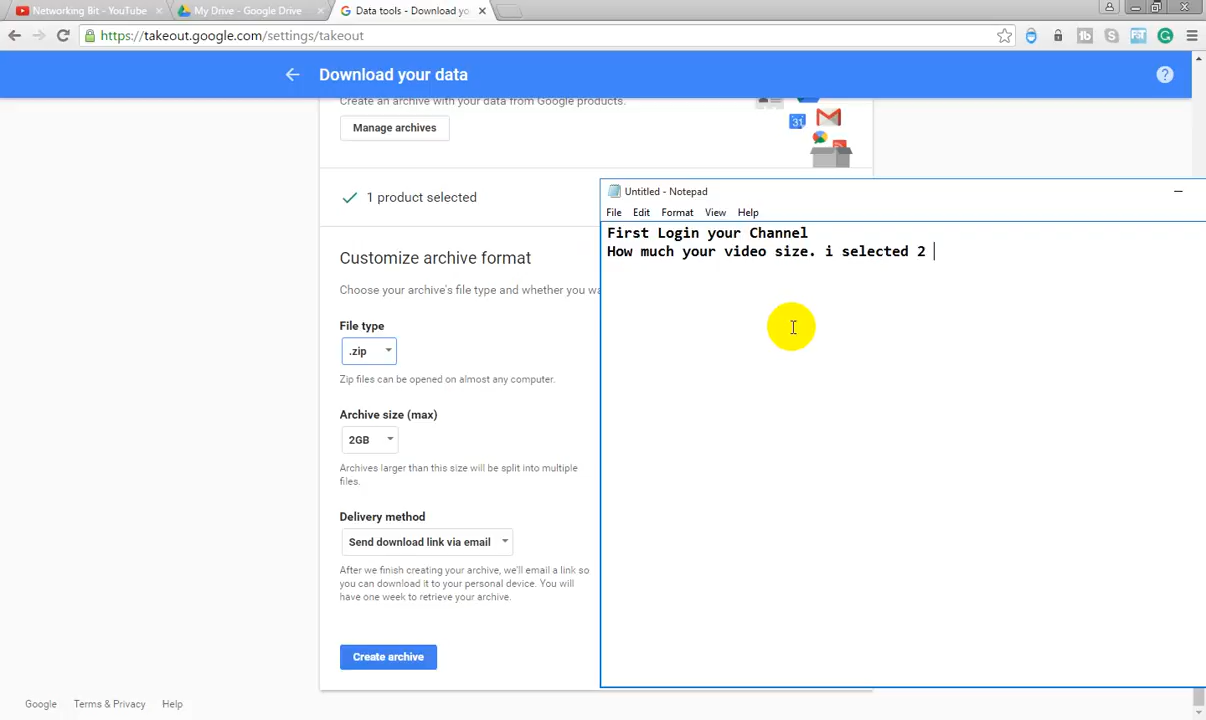 Networking Bit - YouTube
My Drive - Google Drive
Data tools - Download yo
https://takeout.google.com/settings/takeout
Download your data
Create an archive with your data from Google products.
Manage archives
31
1 product selected
Customize archive format
Choose your archive's file type and whether you wa
File type
.zip
Zip files can be opened on almost any computer.
Archive size (max)
2GB
Archives larger than this size will be split into multiple
files.
Delivery method
Send download link via email
After we finish creating your archive, we'll email a link so
you can download it to your personal device. You will
have one week to retrieve your archive.
Create archive
Google Terms & Privacy Help
Untitled - Notepad
File Edit Format View Help
First Login your Channel
How much your video size. i selected 2